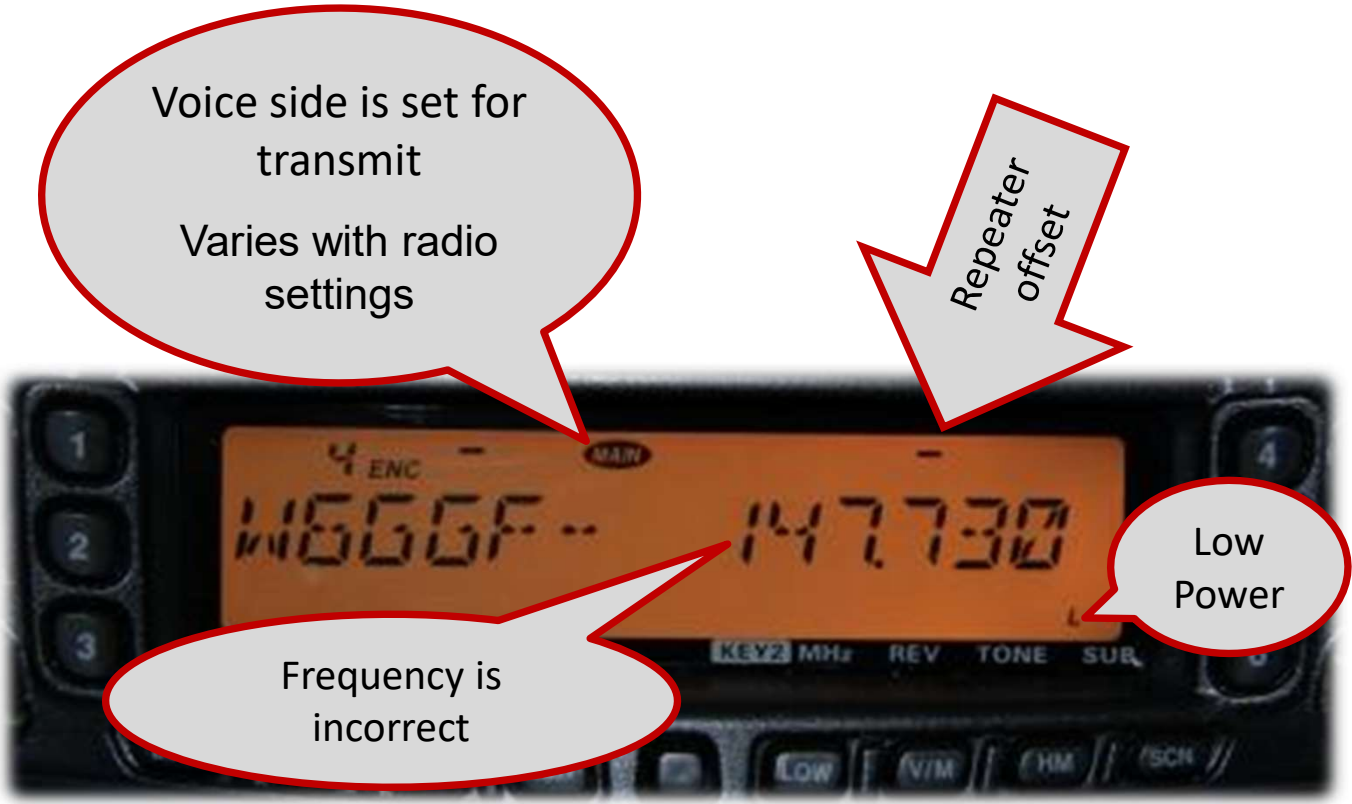 Voice side is set for
transmit
Varies with radio
settings
Repeater
offset
1
4
4 ENC - MAIN -
W6GGF-- 147.730
2
Low
Power
L
3
KEY2 MHz REV TONE SUB
Frequency is
incorrect
LOW V/M HM SCN